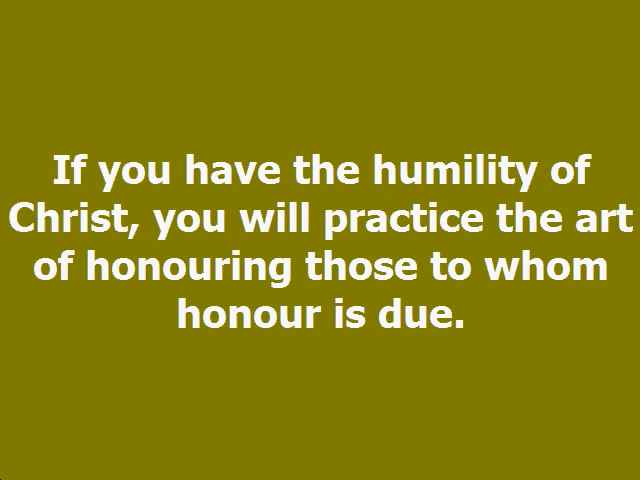 If you have the humility of
Christ, you will practice the art
of honouring those to whom
honour is due.